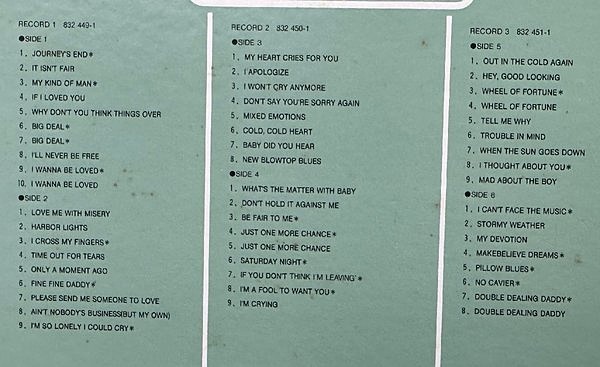 RECORD 1 832 449-1
●SIDE 1
1. JOURNEY'S END*
2. IT ISN'T FAIR
3. MY KIND OF MAN*
4. IF I LOVED YOU
5. WHY DON'T YOU THINK THINGS OVER
6. BIG DEAL*
7. BIG DEAL*
8. I'LL NEVER BE FREE
9. I WANNA BE LOVED*
10. I WANNA BE LOVED
●SIDE 2
1. LOVE ME WITH MISERY
2. HARBOR LIGHTS
3. I CROSS MY FINGERS*
4. TIME OUT FOR TEARS
5. ONLY A MOMENT AGO
6. FINE FINE DADDY*
7. PLEASE SEND ME SOMEONE TO LOVE
8. AIN'T NOBODY'S BUSINESS(BUT MY OWN)
9. I'M SO LONELY I COULD CRY*
RECORD 2 832 450-1
●SIDE 3
1. MY HEART CRIES FOR YOU
2. I APOLOGIZE
3. I WON'T CRY ANYMORE
4. DON'T SAY YOU'RE SORRY AGAIN
5. MIXED EMOTIONS
6. COLD, COLD HEART
7. BABY DID YOU HEAR
8. NEW BLOWTOP BLUES
●SIDE 4
1. WHAT'S THE MATTER WITH BABY
2. DON'T HOLD IT AGAINST ME
3. BE FAIR TO ME*
4. JUST ONE MORE CHANCE*
5. JUST ONE MORE CHANCE
6. SATURDAY NIGHT*
7. IF YOU DON'T THINK I'M LEAVING*
8. I'M A FOOL TO WANT YOU*
9. I'M CRYING
RECORD 3 832 451-1
●SIDE 5
1. OUT IN THE COLD AGAIN
2. HEY, GOOD LOOKING
3. WHEEL OF FORTUNE*
4. WHEEL OF FORTUNE
5. TELL ME WHY
6. TROUBLE IN MIND
7. WHEN THE SUN GOES DOWN
8. I THOUGHT ABOUT YOU*
9. MAD ABOUT THE BOY
●SIDE 6
1. I CAN'T FACE THE MUSIC*
2. STORMY WEATHER
3. MY DEVOTION
4. MAKEBELIEVE DREAMS*
5. PILLOW BLUES*
6. NO CAVIER*
7. DOUBLE DEALING DADDY*
8. DOUBLE DEALING DADDY